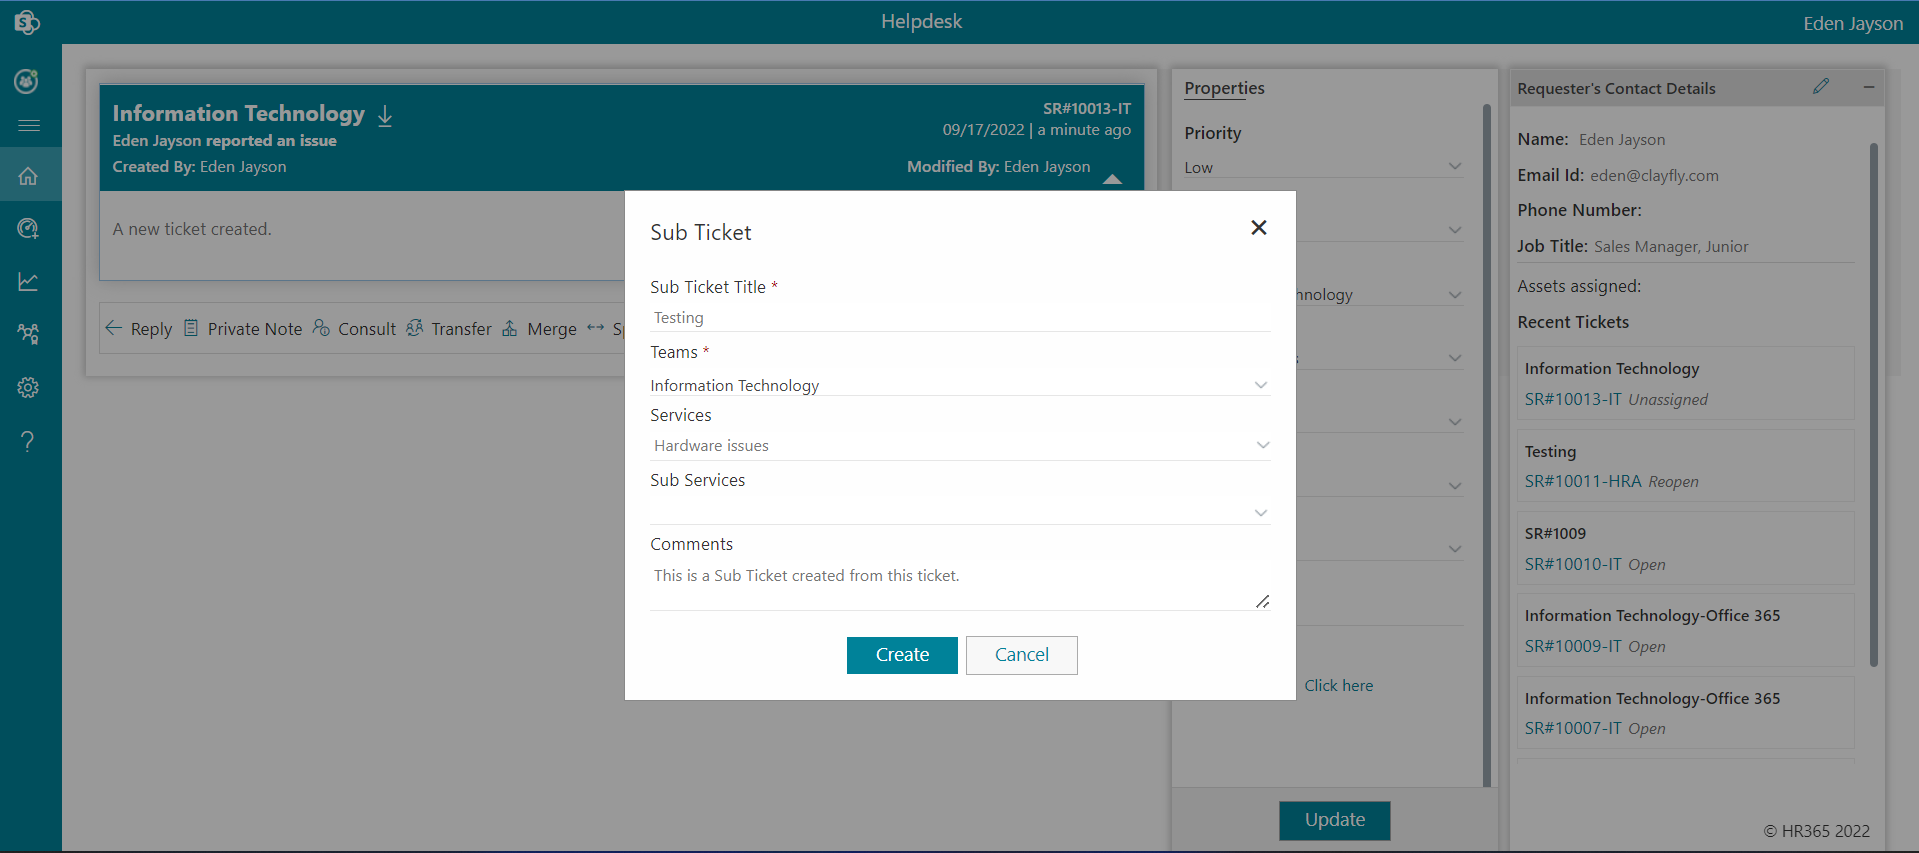 Helpdesk
Eden Jayson
Information Technology
SR#10013-IT
Eden Jayson reported an issue
09/17/2022 | a minute ago
Created By: Eden Jayson
Modified By: Eden Jayson
A new ticket created.
Reply Private Note Consult Transfer Merge
Sub Ticket
Sub Ticket Title *
Testing
Teams *
Information Technology
Services
Hardware issues
Sub Services
Comments
This is a Sub Ticket created from this ticket.
Create
Cancel
Properties
Priority
Low
Click here
Update
Requester's Contact Details
Name: Eden Jayson
Email Id: eden@clayfly.com
Phone Number:
Job Title: Sales Manager, Junior
Assets assigned:
Recent Tickets
Information Technology
SR#10013-IT Unassigned
Testing
SR#10011-HRA Reopen
SR#1009
SR#10010-IT Open
Information Technology-Office 365
SR#10009-IT Open
Information Technology-Office 365
SR#10007-IT Open
© HR365 2022